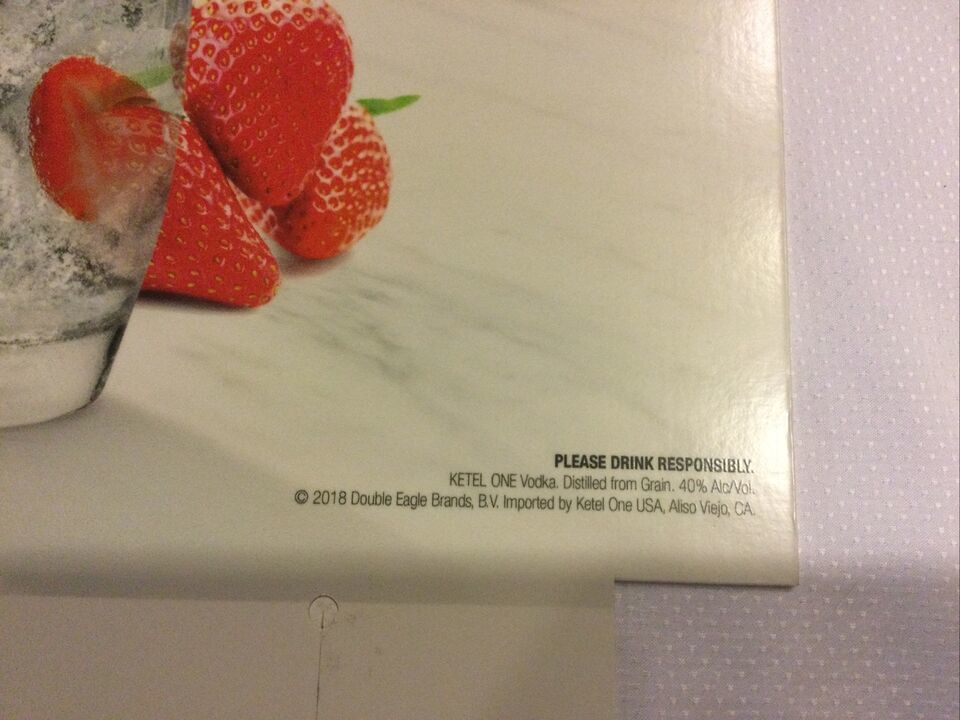 PLEASE DRINK RESPONSIBLY.
KETEL ONE Vodka. Distilled from Grain. 40% Alc/Vol.
© 2018 Double Eagle Brands, B.V. Imported by Ketel One USA, Aliso Viejo, CA.